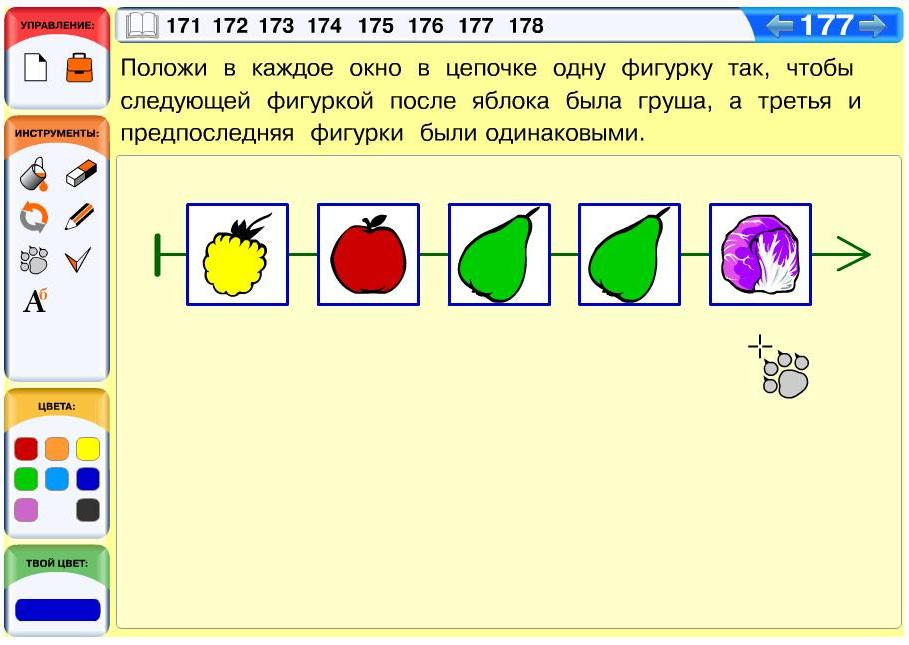 УПРАВЛЕНИЕ:
171 172 173 174 175 176 177 178
177
Положи в каждое окно в цепочке одну фигурку так, чтобы
следующей фигуркой после яблока была груша, а третья и
предпоследняя фигурки были одинаковыми.
ИНСТРУМЕНТЫ:
Аб
ЦВЕТА:
ТВОЙ ЦВЕТ: